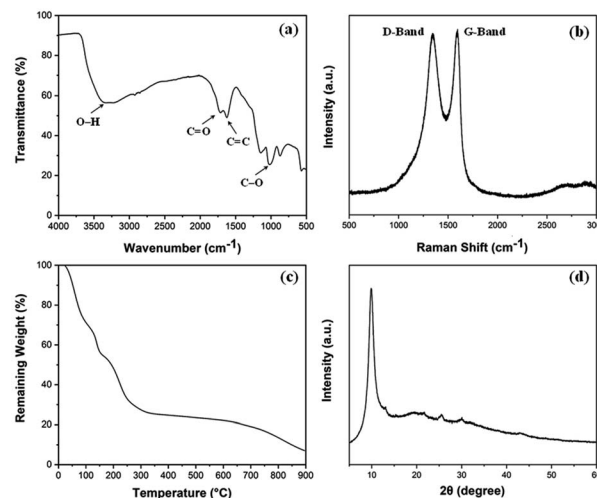 (a)
Transmittance (%)
100
80
60
40
20
0
O–H
C=O
C=C
C–O
4000 3500 3000 2500 2000 1500 1000 500
Wavenumber (cm⁻¹)
(b)
D-Band G-Band
Intensity (a.u.)
500 1000 1500 2000 2500 3000
Raman Shift (cm⁻¹)
(c)
Remaining Weight (%)
100
80
60
40
20
0
0 100 200 300 400 500 600 700 800 900
Temperature (°C)
(d)
Intensity (a.u.)
10 20 30 40 50 60
2θ (degree)